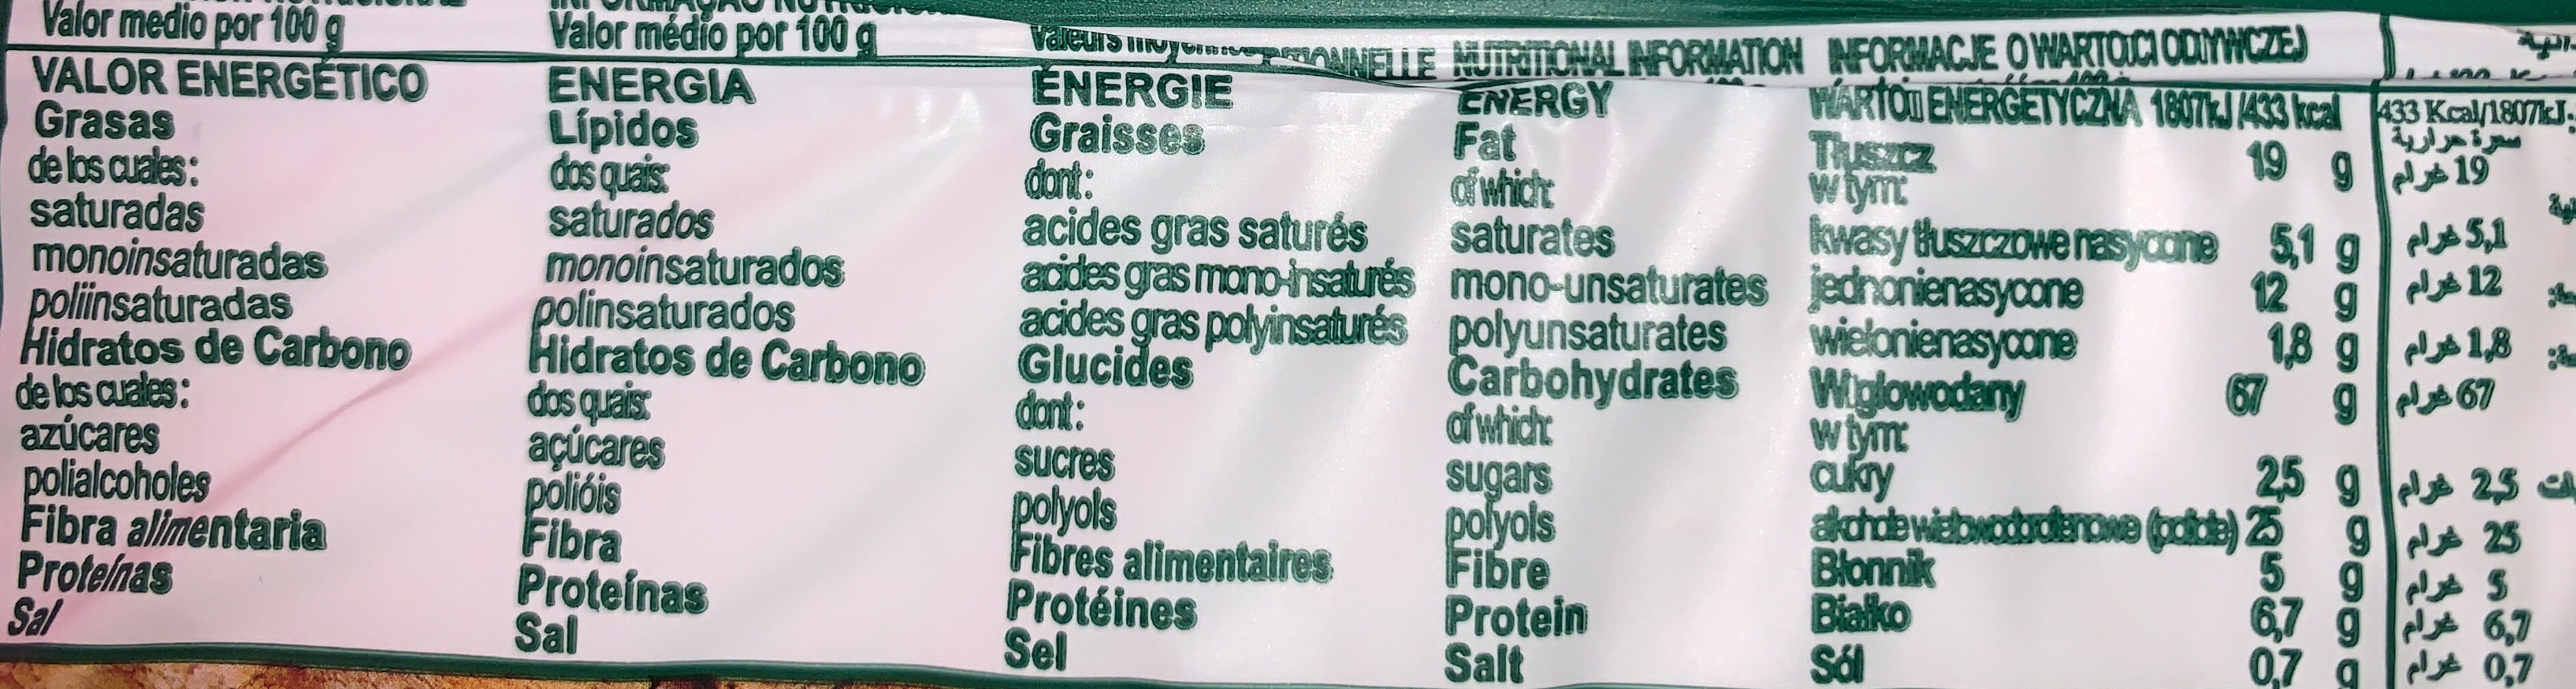 Valor medio por 100 g Valor médio por 100 g NUTRITIONAL INFORMATION INFORMACJE O
VALOR ENERGÉTICO ENERGIA ÉNERGIE ENERGY ENERGETYCZNA 1807kJ /433 kcal 433 Kcal/1807kJ
Grasas Lípidos Graisses Fat Tłuszcz 19 g 19 غرام
de los cuales: dos quais: dont: of which: w tym:
saturadas saturados acides gras saturés saturates kwasy tłuszczowe nasycone 5,1 g 5,1 غرام
monoinsaturadas monoinsaturados acides gras mono-insaturés mono-unsaturates jednonienasycone 12 g 12 غرام
poliinsaturadas polinsaturados acides gras polyinsaturés polyunsaturates wielonienasycone 1,8 g 1,8 غرام
Hidratos de Carbono Hidratos de Carbono Glucides Carbohydrates 67 g 67 غرام
de los cuales: dos quais: dont: of which: w tym:
azúcares açúcares sucres sugars cukry 2,5 g 2,5 غرام
polialcoholes polióis polyols polyols 25 g 25 غرام
Fibra alimentaria Fibra Fibres alimentaires Fibre Błonnik 5 g 5 غرام
Proteínas Proteínas Protéines Protein Białko 6,7 g 6,7 غرام
Sal Sal Sel Salt Sól 0,7 g 0,7 غرام